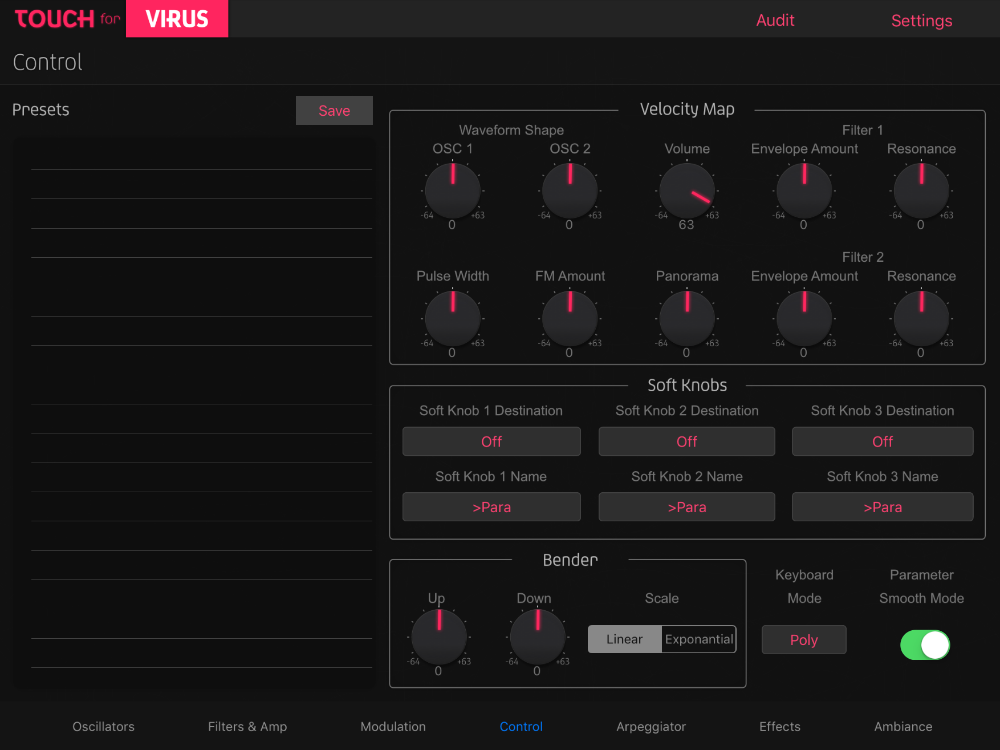 TOUCH for VIRUS
Audit
Settings
Control
Presets
Save
Velocity Map
Waveform Shape
Filter 1
OSC 1
OSC 2
Volume
Envelope Amount
Resonance
-64 +63
-64 +63
-64 +63
-64 +63
-64 +63
0
0
63
0
0
Filter 2
Pulse Width
FM Amount
Panorama
Envelope Amount
Resonance
-64 +63
-64 +63
-64 +63
-64 +63
-64 +63
0
0
0
0
0
Soft Knobs
Soft Knob 1 Destination
Soft Knob 2 Destination
Soft Knob 3 Destination
Off
Off
Off
Soft Knob 1 Name
Soft Knob 2 Name
Soft Knob 3 Name
>Para
>Para
>Para
Bender
Up
Down
Scale
-64 +63
-64 +63
0
0
Linear
Exponantial
Keyboard
Mode
Poly
Parameter
Smooth Mode
Oscillators
Filters & Amp
Modulation
Control
Arpeggiator
Effects
Ambiance